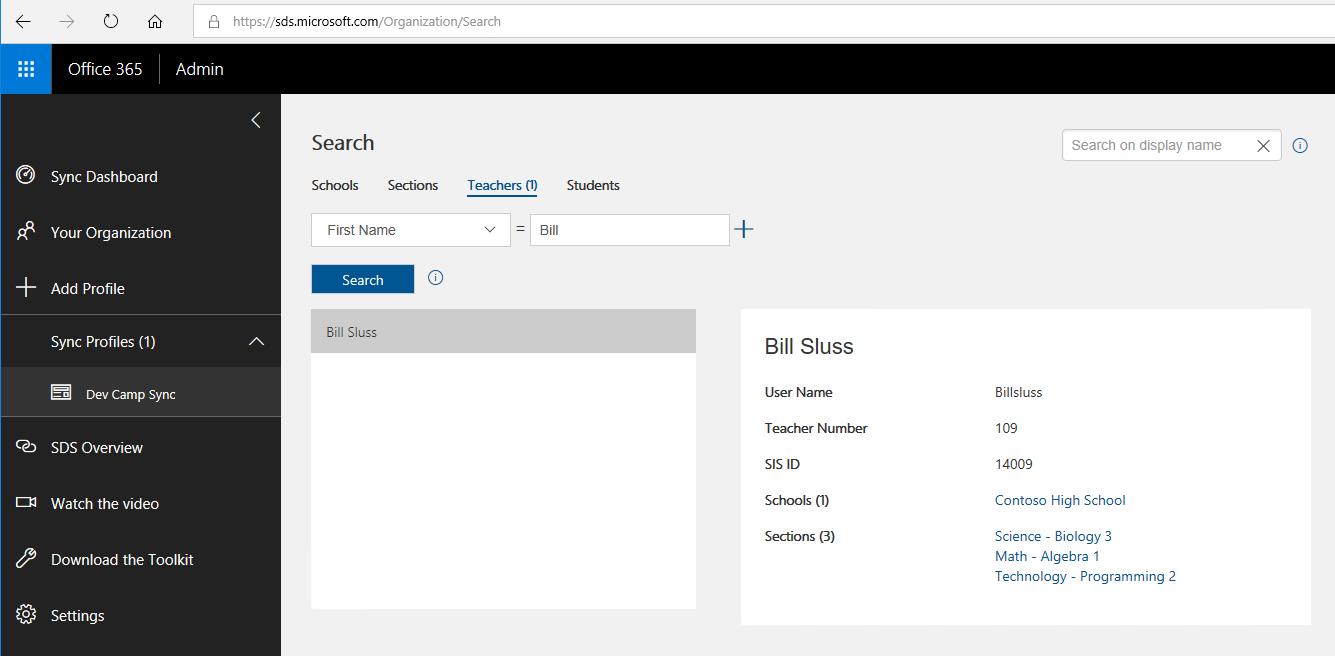 https://sds.microsoft.com/Organization/Search
Office 365 Admin
Sync Dashboard
Your Organization
Add Profile
Sync Profiles (1)
Dev Camp Sync
SDS Overview
Watch the video
Download the Toolkit
Settings
Search
Search on display name
Schools Sections Teachers (1) Students
First Name = Bill
Search
Bill Sluss
Bill Sluss
User Name Billsluss
Teacher Number 109
SIS ID 14009
Schools (1) Contoso High School
Sections (3) Science - Biology 3
Math - Algebra 1
Technology - Programming 2